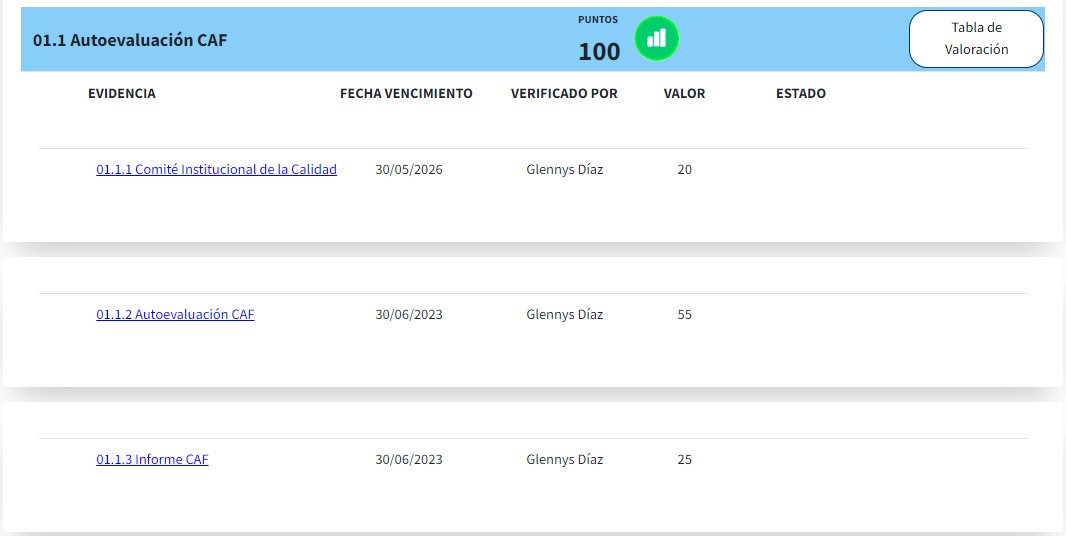 PUNTOS
01.1 Autoevaluación CAF
100
Tabla de
Valoración
EVIDENCIA FECHA VENCIMIENTO VERIFICADO POR VALOR ESTADO
01.1.1 Comité Institucional de la Calidad 30/05/2026 Glennys Díaz 20
01.1.2 Autoevaluación CAF 30/06/2023 Glennys Díaz 55
01.1.3 Informe CAF 30/06/2023 Glennys Díaz 25